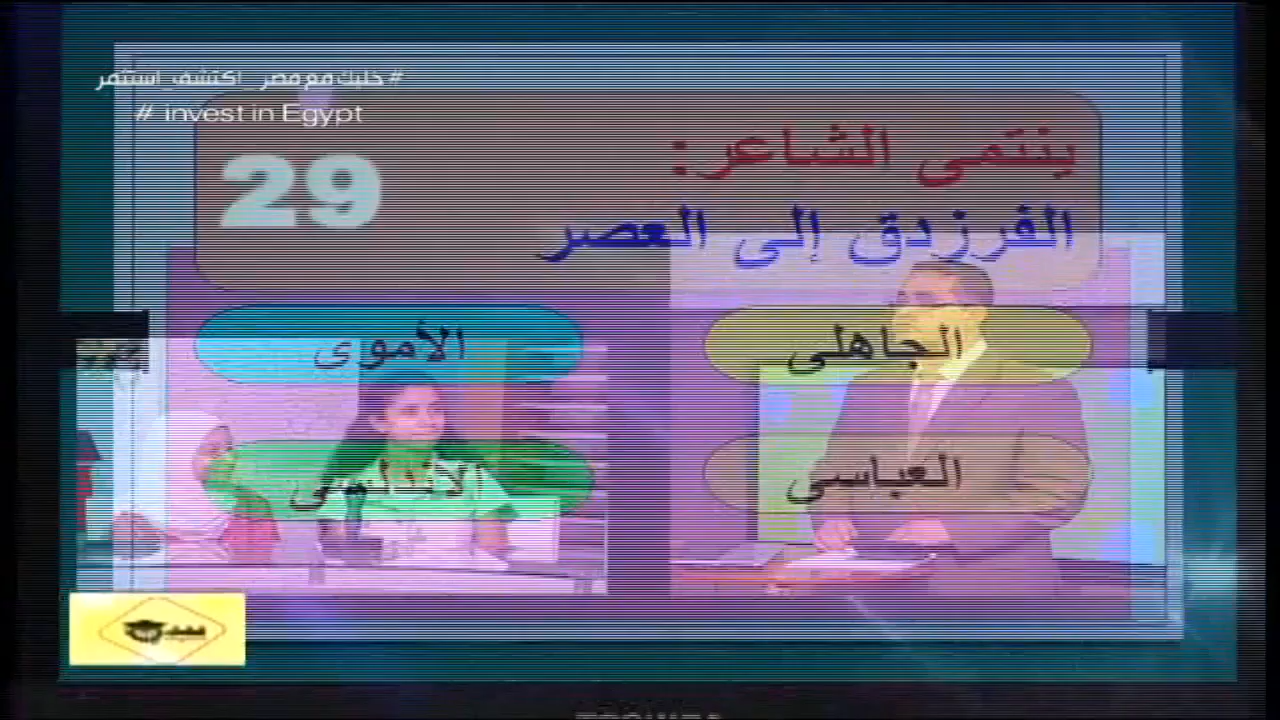 #خليك_مع_مصر_اكتشف_استثمر
# invest in Egypt
29
ينتمى الشاعر:
الفرزدق إلى العصر
الجاهلى
الأموى
العباسى
الأندلسى